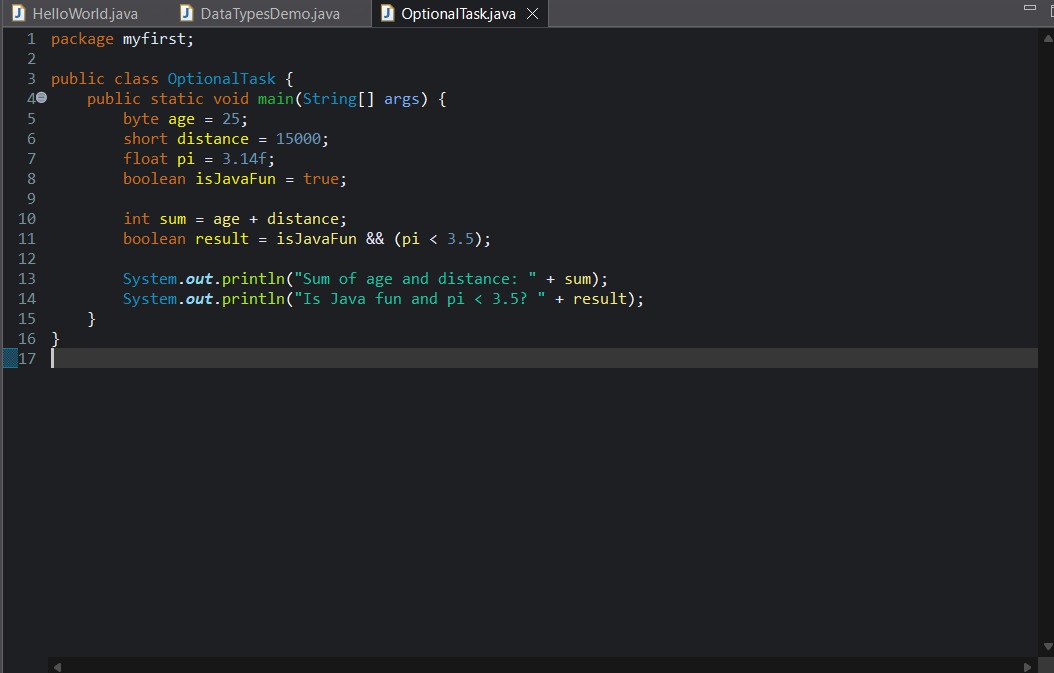 HelloWorld.java DataTypesDemo.java OptionalTask.java
1 package myfirst;
2
3 public class OptionalTask {
4     public static void main(String[] args) {
5         byte age = 25;
6         short distance = 15000;
7         float pi = 3.14f;
8         boolean isJavaFun = true;
9
10         int sum = age + distance;
11         boolean result = isJavaFun && (pi < 3.5);
12
13         System.out.println("Sum of age and distance: " + sum);
14         System.out.println("Is Java fun and pi < 3.5? " + result);
15     }
16 }
17